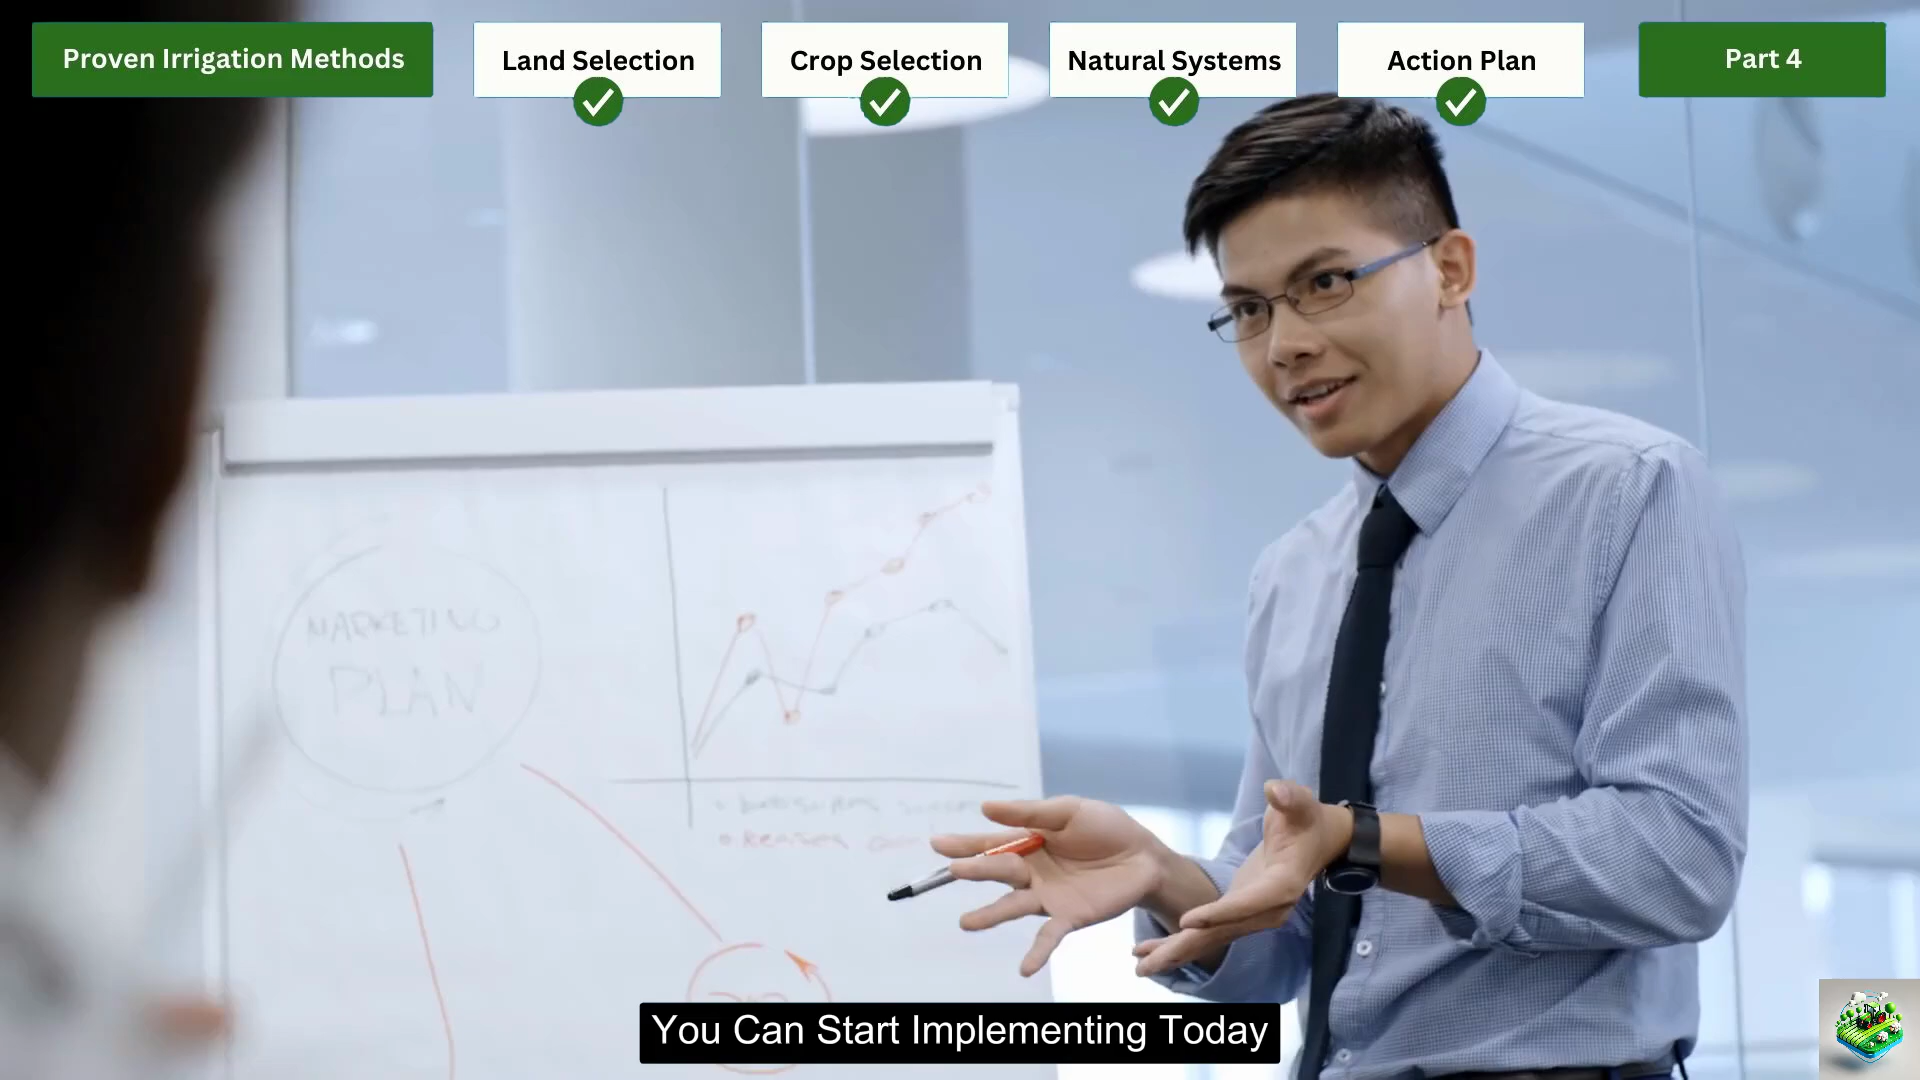 Proven Irrigation Methods
Land Selection
Crop Selection
Natural Systems
Action Plan
Part 4
MARKETING
PLAN
You Can Start Implementing Today